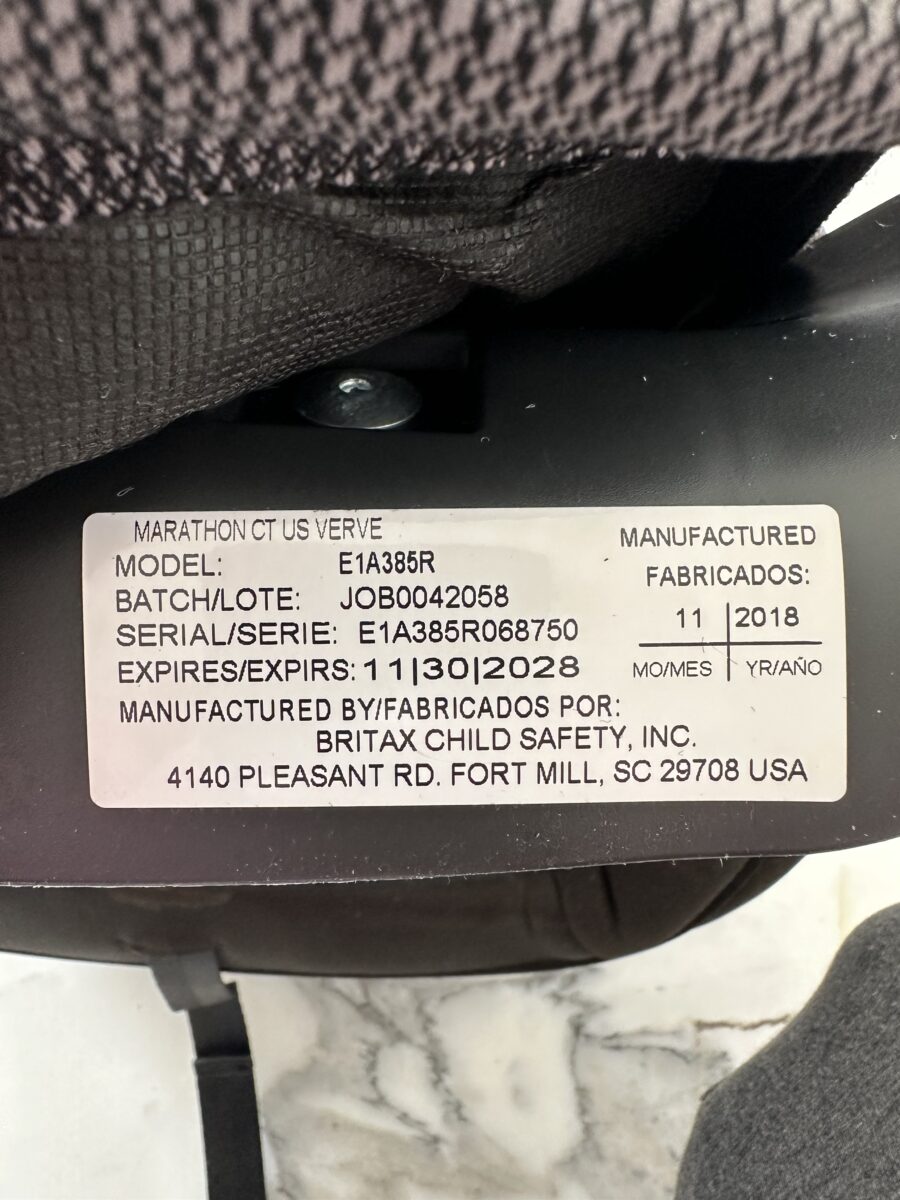 MARATHON CT US VERVE
MODEL: E1A385R
BATCH/LOTE: JOB0042058
SERIAL/SERIE: E1A385R068750
EXPIRES/EXPIRS: 11|30|2028
MANUFACTURED
FABRICADOS:
11 | 2018
MO/MES YR/AÑO
MANUFACTURED BY/FABRICADOS POR:
BRITAX CHILD SAFETY, INC.
4140 PLEASANT RD. FORT MILL, SC 29708 USA